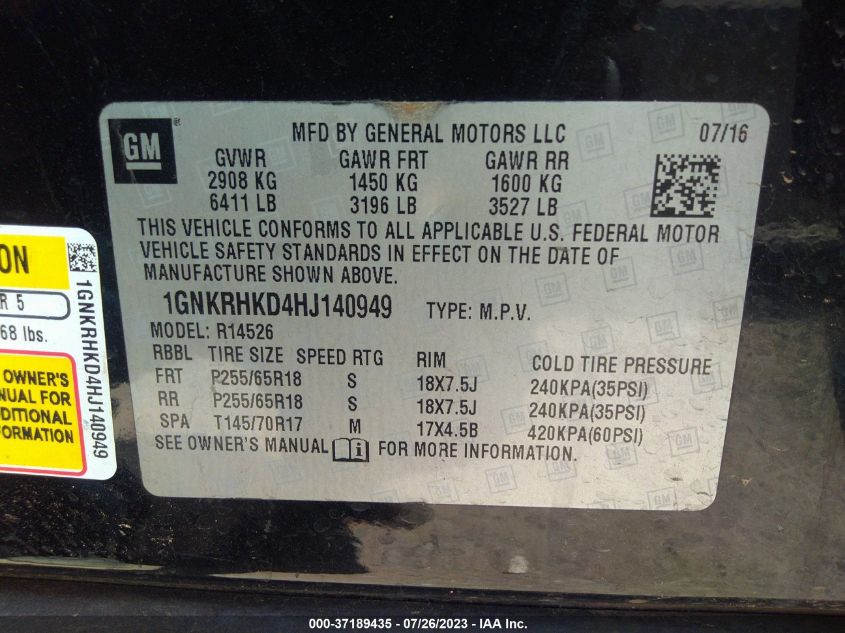 GM
MFD BY GENERAL MOTORS LLC 07/16
GVWR GAWR FRT GAWR RR
2908 KG 1450 KG 1600 KG
6411 LB 3196 LB 3527 LB
THIS VEHICLE CONFORMS TO ALL APPLICABLE U.S. FEDERAL MOTOR
VEHICLE SAFETY STANDARDS IN EFFECT ON THE DATE OF
MANUFACTURE SHOWN ABOVE.
1GNKRHKD4HJ140949 TYPE: M.P.V.
MODEL: R14526
RBBL TIRE SIZE SPEED RTG RIM COLD TIRE PRESSURE
FRT P255/65R18 S 18X7.5J 240KPA(35PSI)
RR P255/65R18 S 18X7.5J 240KPA(35PSI)
SPA T145/70R17 M 17X4.5B 420KPA(60PSI)
SEE OWNER'S MANUAL FOR MORE INFORMATION.
ON
R 5
68 lbs.
OWNER'S
NUAL FOR
DITIONAL
FORMATION
1GNKRHKD4HJ140949
000-37189435 - 07/26/2023 - IAA Inc.